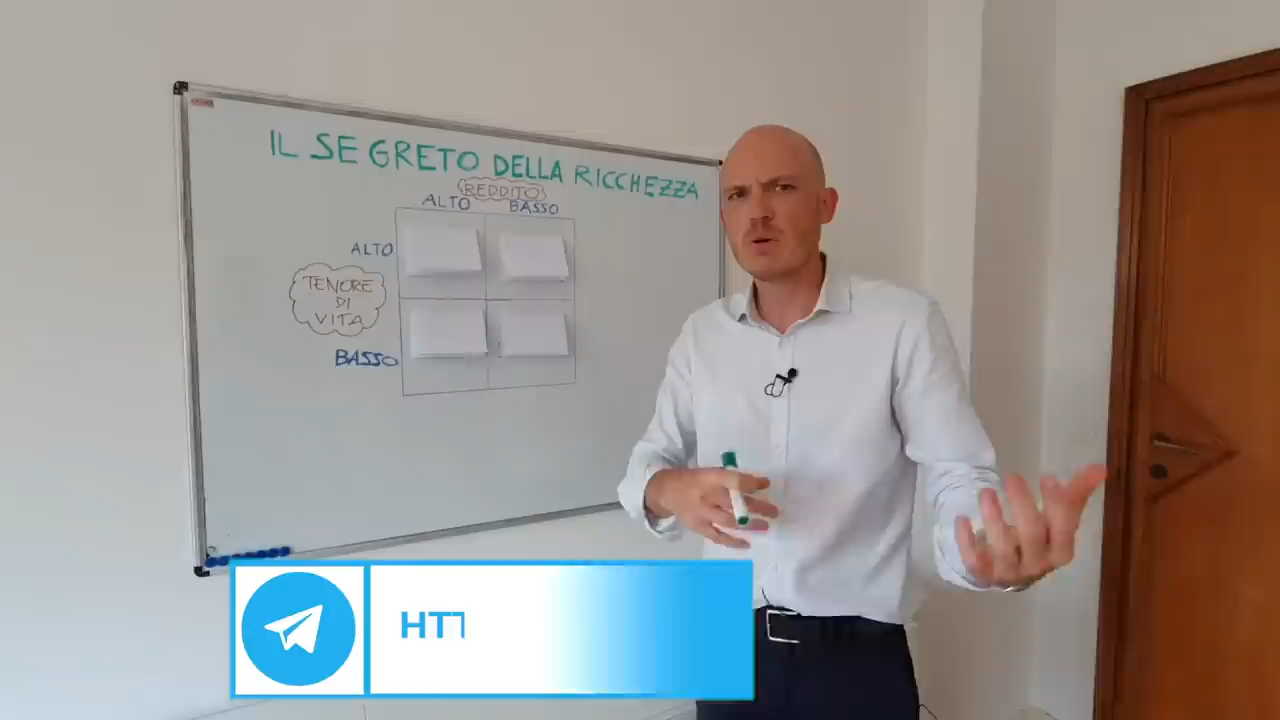 IL SEGRETO DELLA RICCHEZZA
REDDITO
ALTO BASSO
ALTO
TENORE
DI
VITA
BASSO
HTT